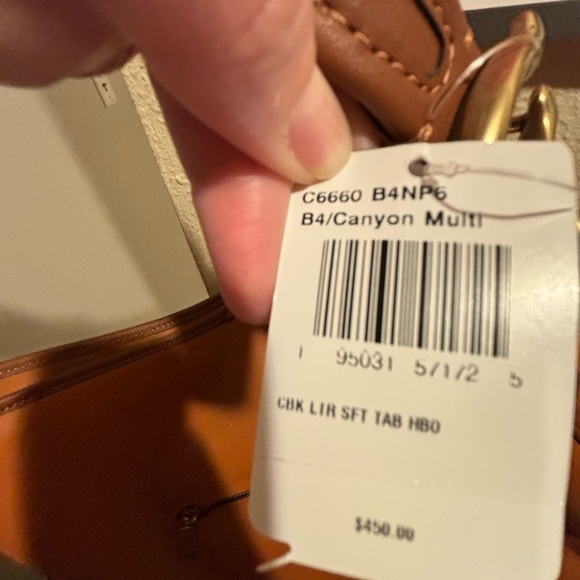 C6660 B4NP6
B4/Canyon Multi
1 95031 57172 5
CBK LTR SFT TAB HBO
$450.00